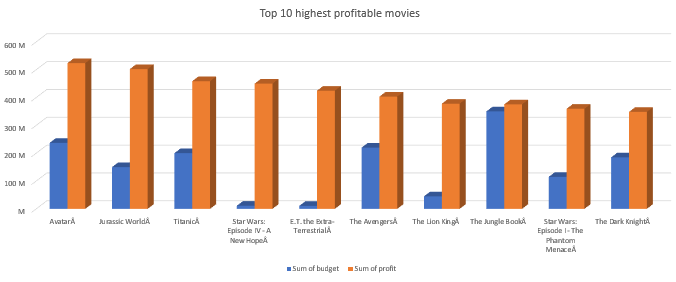 Top 10 highest profitable movies
600 M
500 M
400 M
300 M
200 M
100 M
M
AvatarÂ
Jurassic WorldÂ
TitanicÂ
Star Wars:
Episode IV - A
New HopeÂ
E.T. the Extra-
TerrestrialÂ
The AvengersÂ
The Lion KingÂ
The Jungle BookÂ
Star Wars:
Episode I - The
Phantom
MenaceÂ
The Dark KnightÂ
Sum of budget
Sum of profit